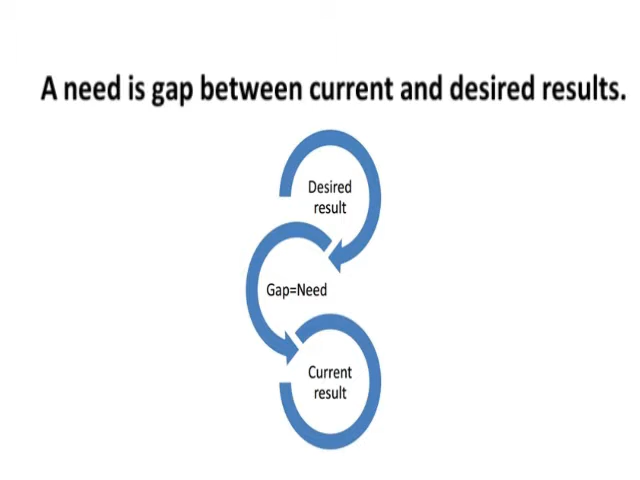 A need is gap between current and desired results.
Desired
result
Gap=Need
Current
result